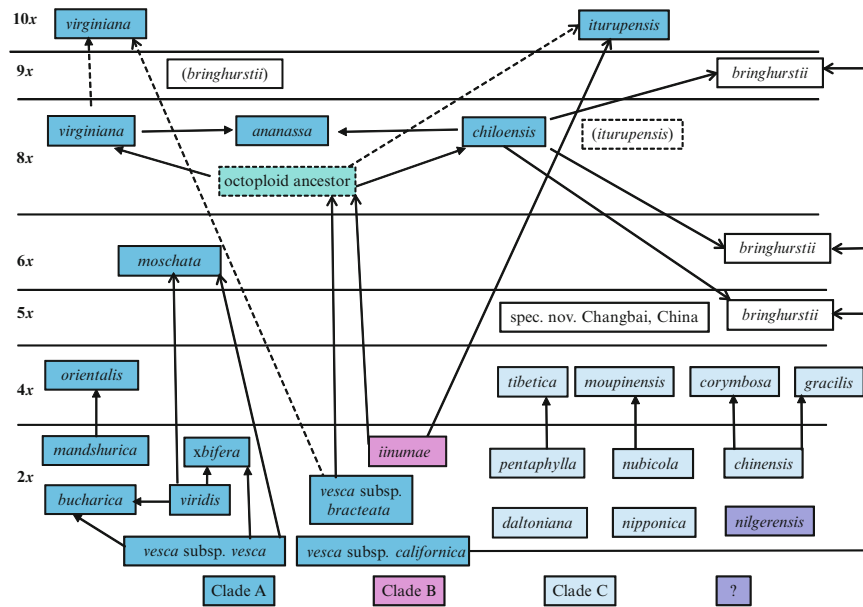 10x
virginiana
iturupensis
9x
(bringhurstii)
bringhurstii
8x
virginiana
ananassa
chiloensis
(iturupensis)
octoploid ancestor
6x
moschata
bringhurstii
5x
spec. nov. Changbai, China
bringhurstii
4x
orientalis
tibetica
moupinensis
corymbosa
gracilis
2x
mandshurica
xbifera
iinumae
pentaphylla
nubicola
chinensis
bucharica
viridis
vesca subsp.
bracteata
daltoniana
nipponica
nilgerensis
vesca subsp. vesca
vesca subsp. californica
Clade A
Clade B
Clade C
?